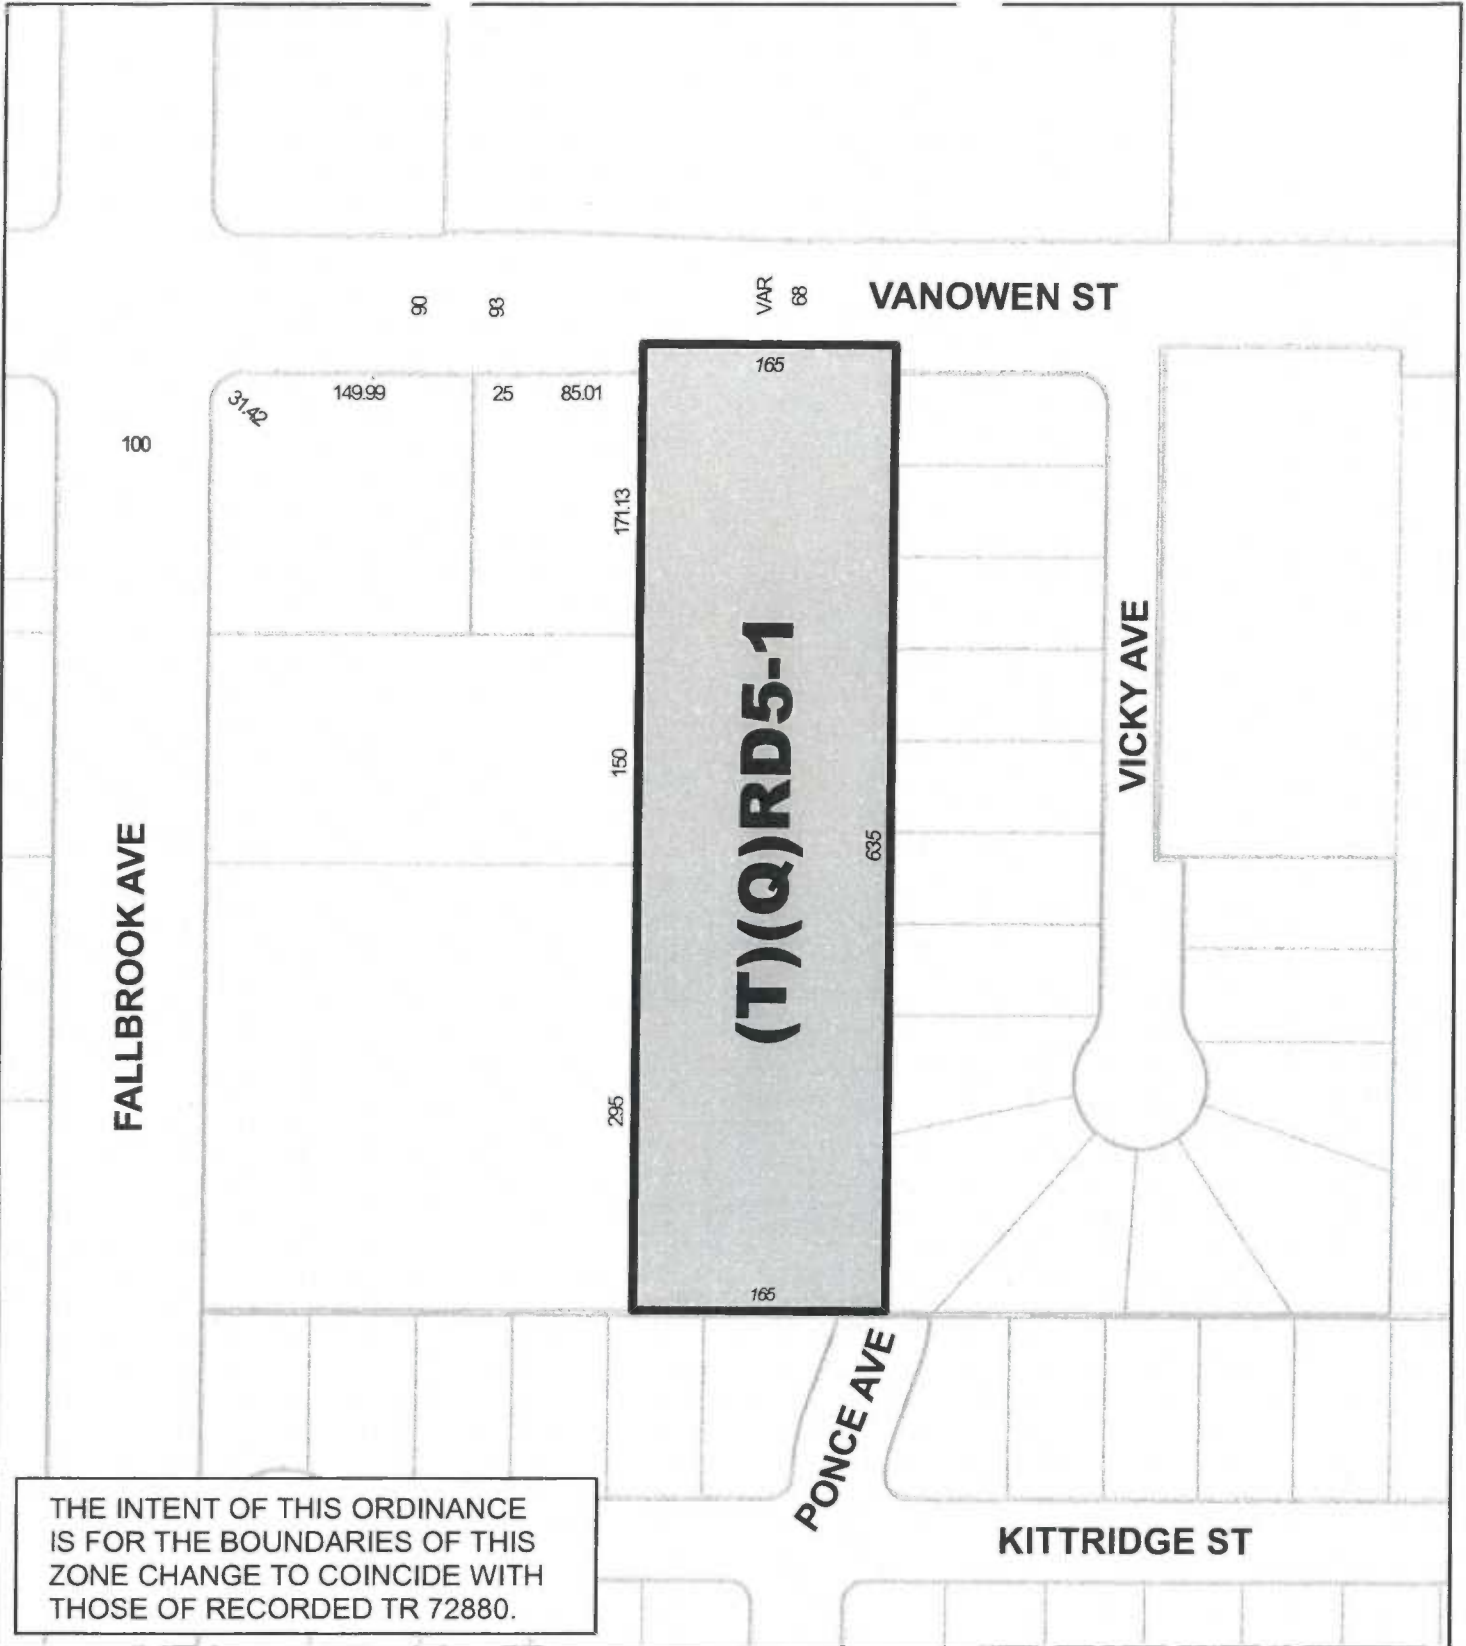 90
93
VAR
68
VANOWEN ST
165
31.42
149.99
25
85.01
100
171.13
(T)(Q)RD5-1
150
635
VICKY AVE
FALLBROOK AVE
295
165
PONCE AVE
KITTRIDGE ST
THE INTENT OF THIS ORDINANCE
IS FOR THE BOUNDARIES OF THIS
ZONE CHANGE TO COINCIDE WITH
THOSE OF RECORDED TR 72880.